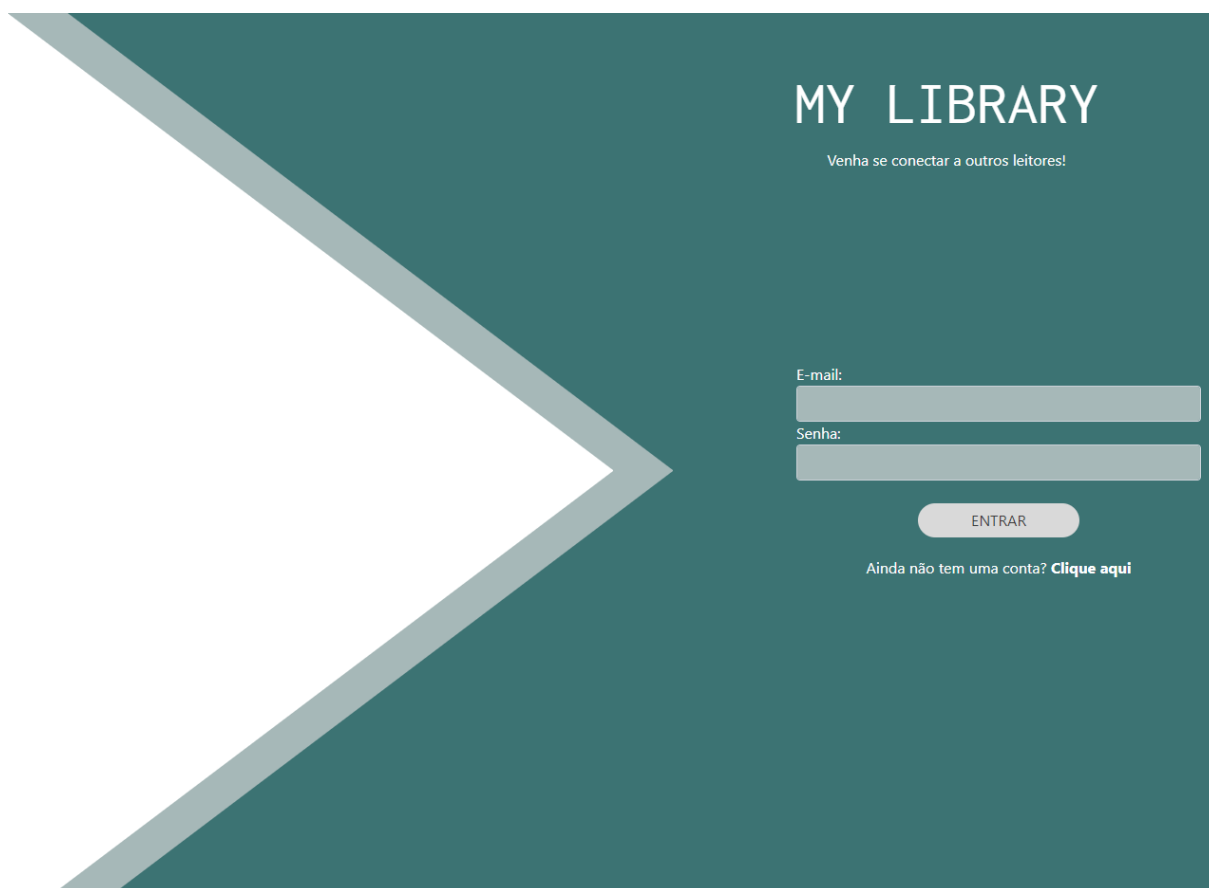 MY LIBRARY
Venha se conectar a outros leitores!
E-mail:
Senha:
ENTRAR
Ainda não tem uma conta? Clique aqui